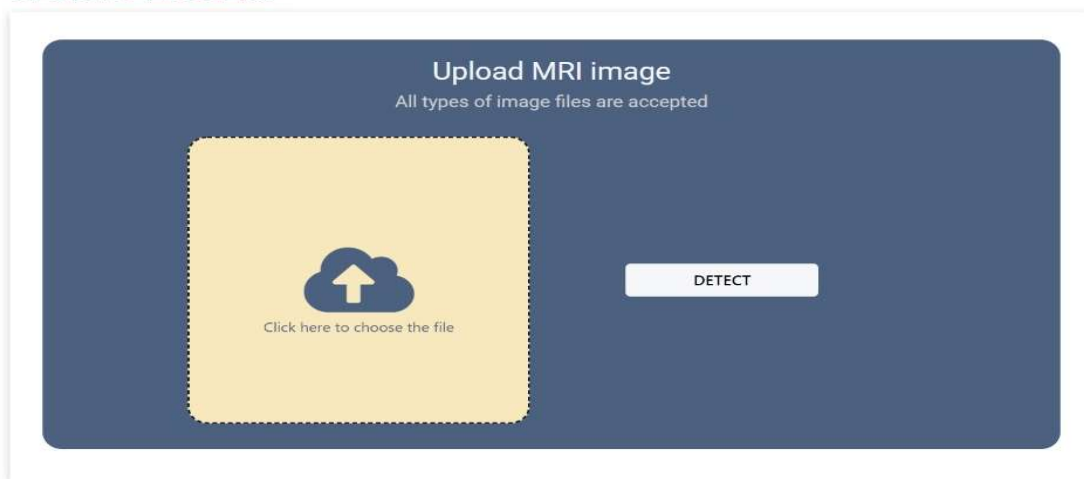 Upload MRI image
All types of image files are accepted
Click here to choose the file
DETECT